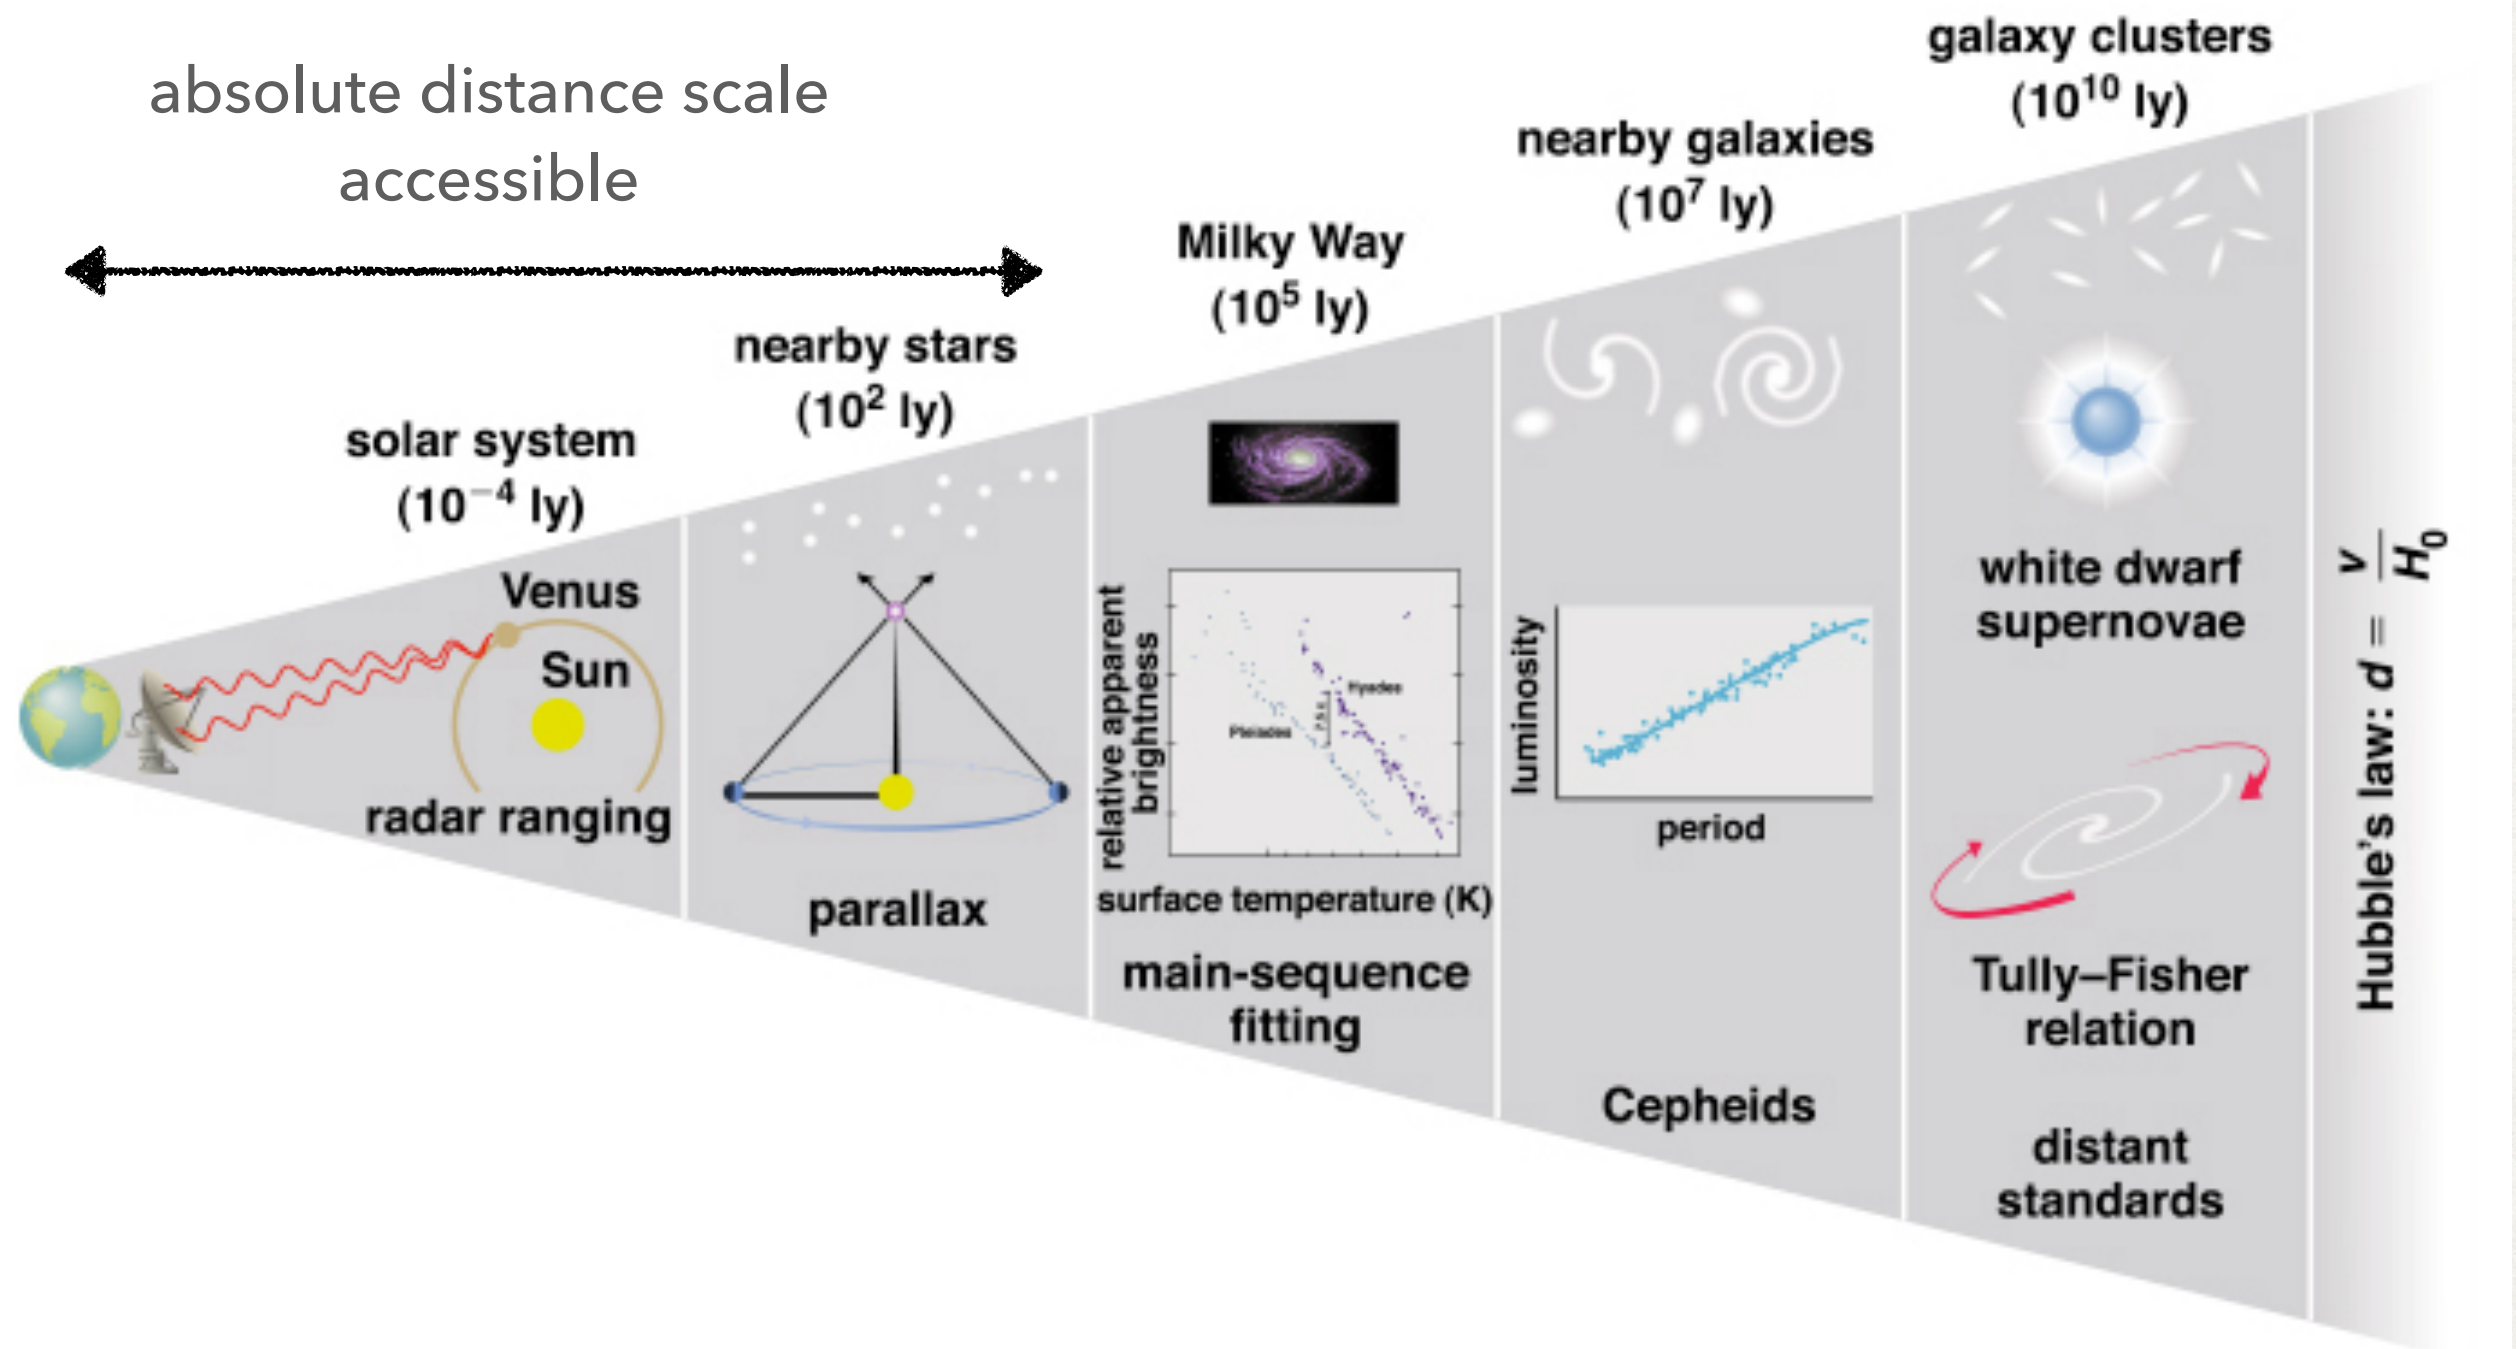 absolute distance scale
accessible
solar system
(10⁻⁴ ly)
nearby stars
(10² ly)
Milky Way
(10⁵ ly)
nearby galaxies
(10⁷ ly)
galaxy clusters
(10¹⁰ ly)
Venus
Sun
radar ranging
parallax
relative apparent
brightness
Hyades
Pleiades
surface temperature (K)
main-sequence
fitting
luminosity
period
Cepheids
white dwarf
supernovae
Tully–Fisher
relation
distant
standards
Hubble's law: d = v/H₀